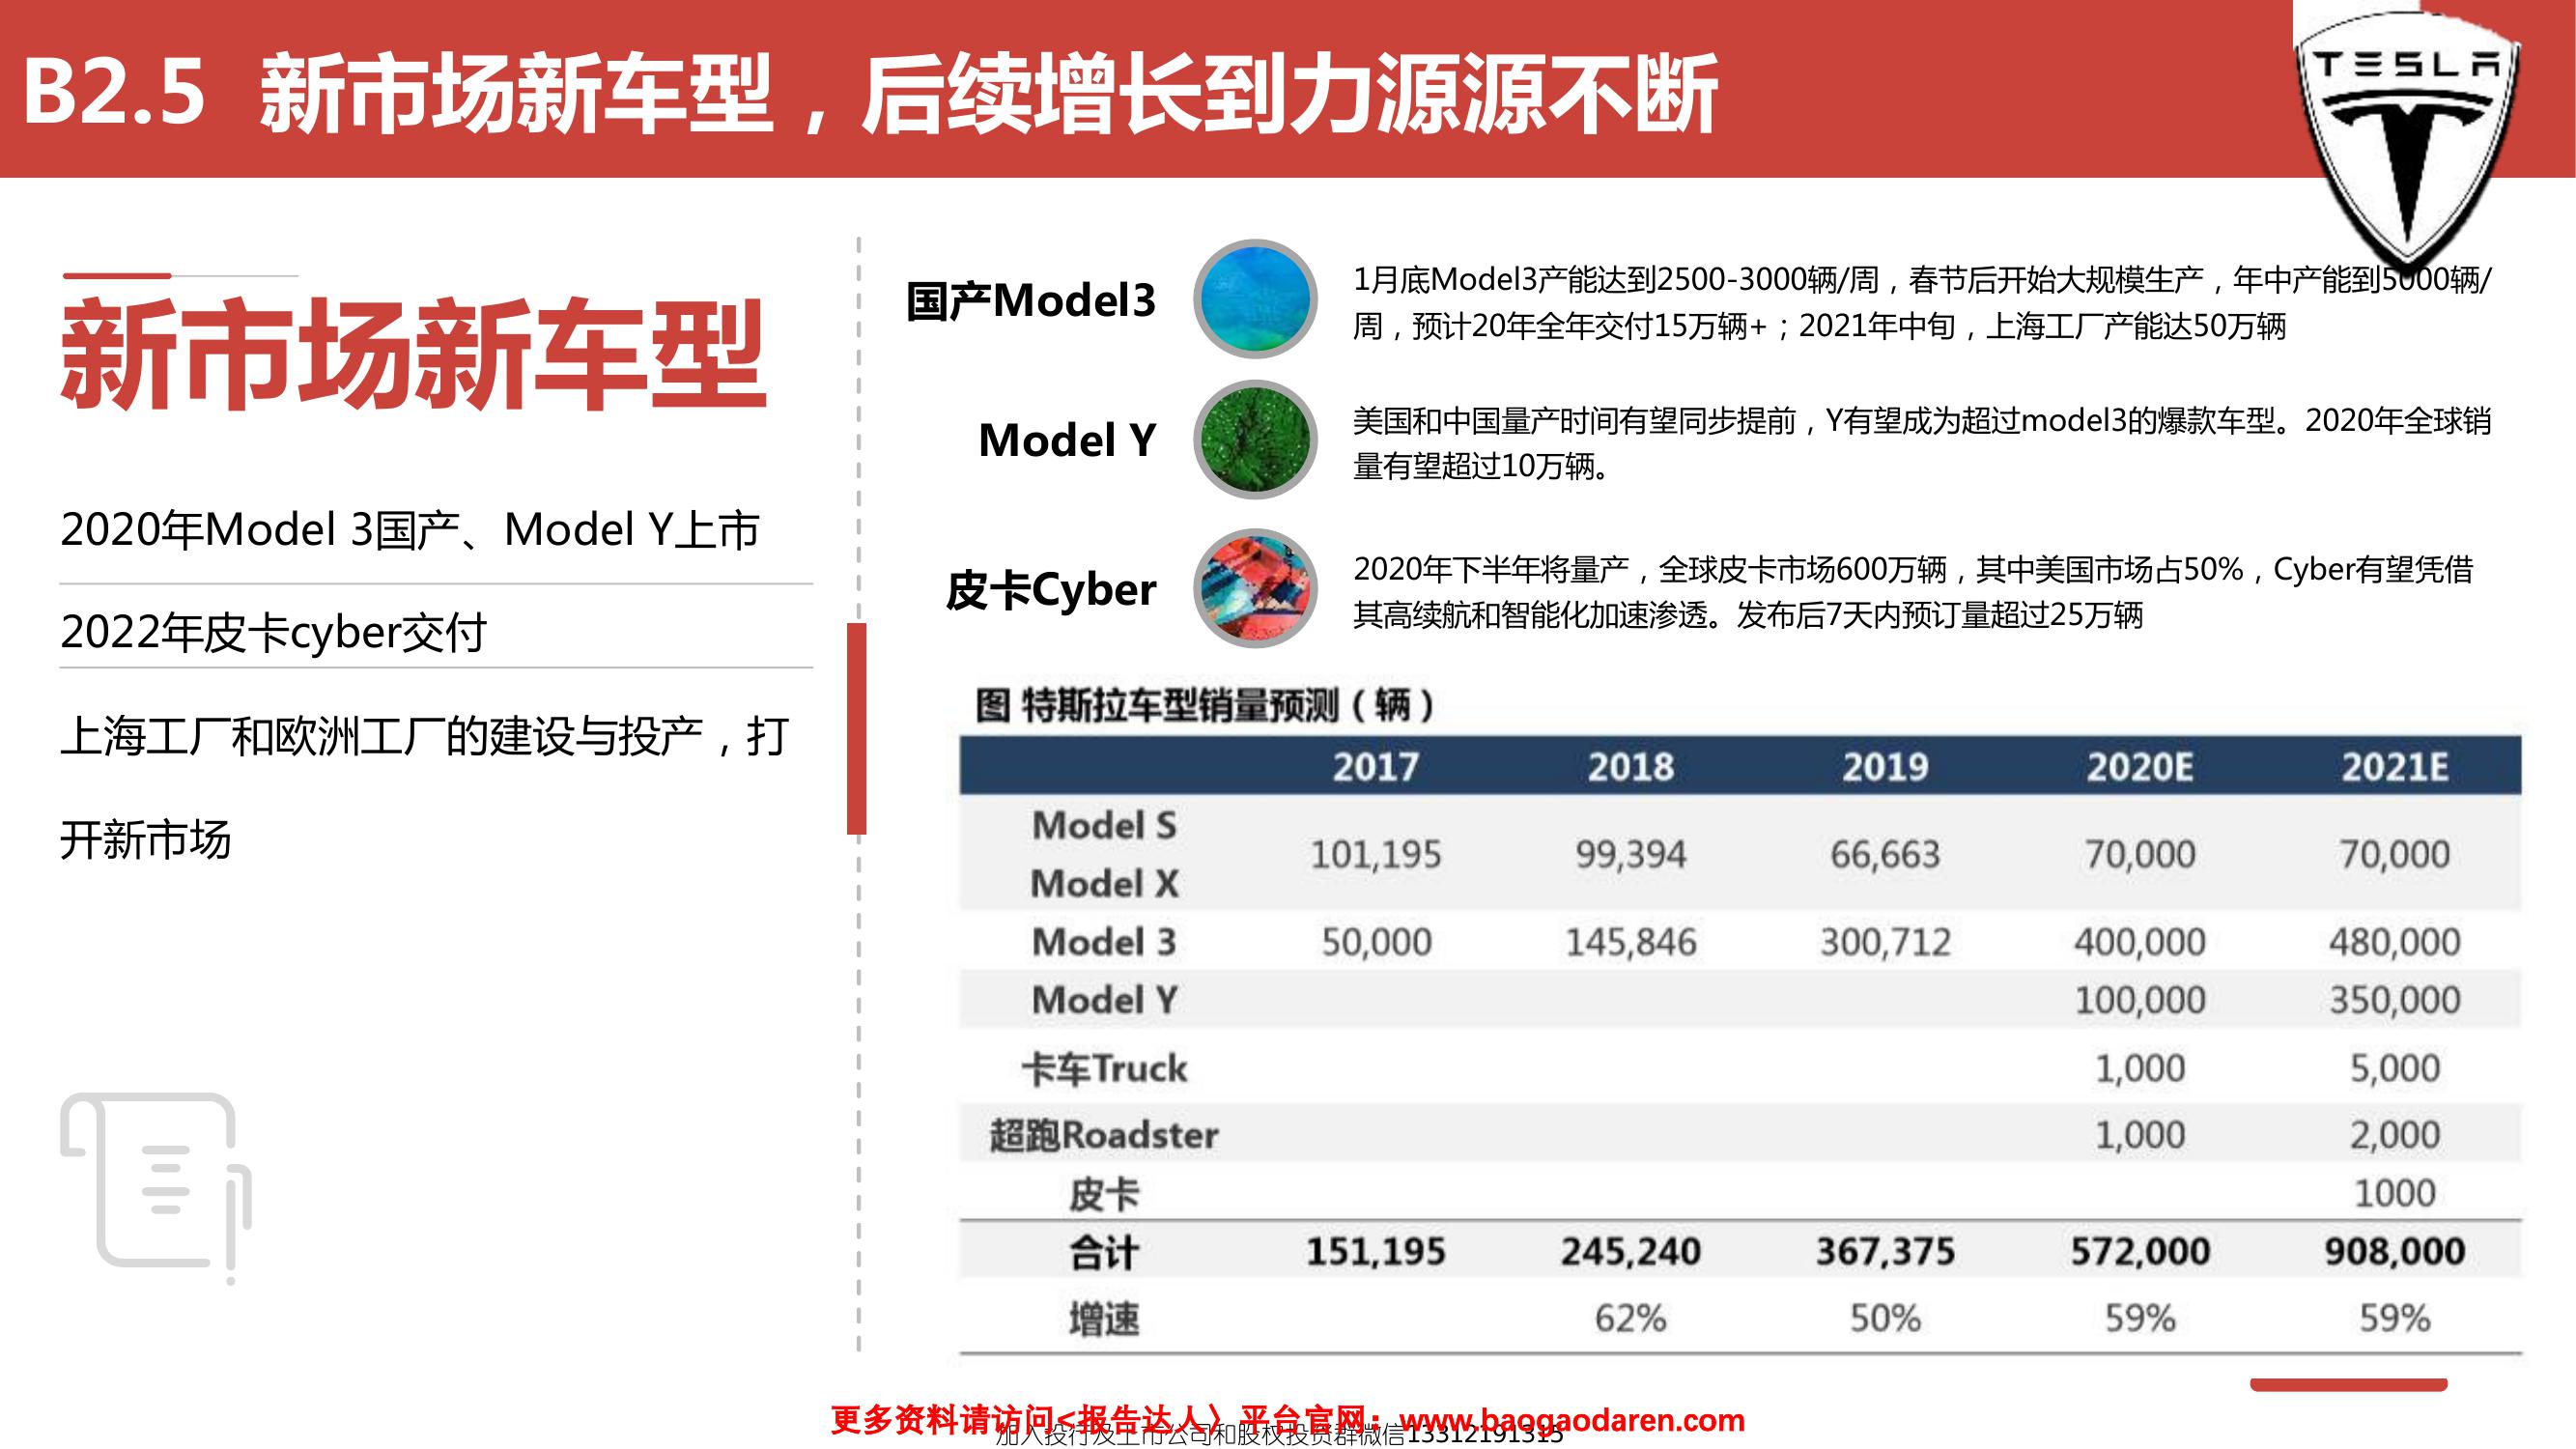 B2.5 新市场新车型，后续增长到力源源不断
TESLA
新市场新车型
2020年Model 3国产、Model Y上市
2022年皮卡cyber交付
上海工厂和欧洲工厂的建设与投产，打
开新市场
国产Model3
1月底Model3产能达到2500-3000辆/周，春节后开始大规模生产，年中产能到5000辆/
周，预计20年全年交付15万辆+；2021年中旬，上海工厂产能达50万辆
Model Y
美国和中国量产时间有望同步提前，Y有望成为超过model3的爆款车型。2020年全球销
量有望超过10万辆。
皮卡Cyber
2020年下半年将量产，全球皮卡市场600万辆，其中美国市场占50%，Cyber有望凭借
其高续航和智能化加速渗透。发布后7天内预订量超过25万辆
图 特斯拉车型销量预测（辆）
2017 2018 2019 2020E 2021E
Model S
Model X
101,195 99,394 66,663 70,000 70,000
Model 3 50,000 145,846 300,712 400,000 480,000
Model Y 100,000 350,000
卡车Truck 1,000 5,000
超跑Roadster 1,000 2,000
皮卡 1000
合计 151,195 245,240 367,375 572,000 908,000
增速 62% 50% 59% 59%
更多资料请访问<报告达人〉平台官网：www.baogaodaren.com
加入投行及上市公司和股权投资群微信13312191315